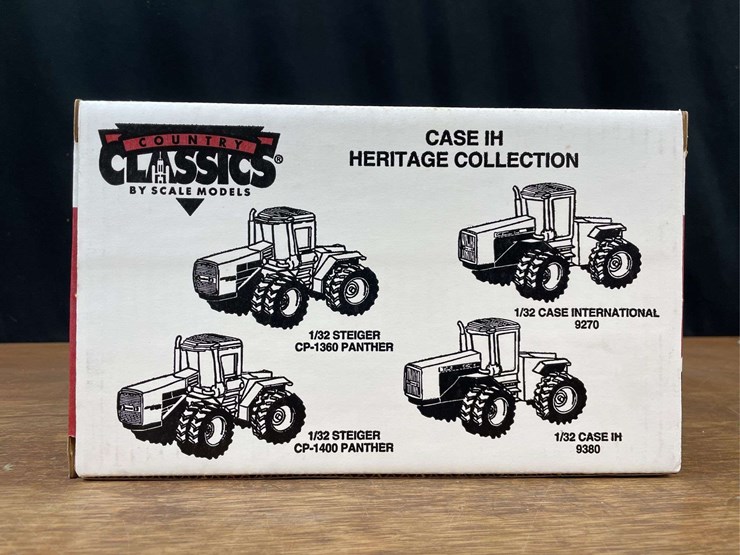 COUNTRY
CLASSICS®
BY SCALE MODELS
CASE IH
HERITAGE COLLECTION
1/32 STEIGER
CP-1360 PANTHER
1/32 CASE INTERNATIONAL
9270
1/32 STEIGER
CP-1400 PANTHER
1/32 CASE IH
9380